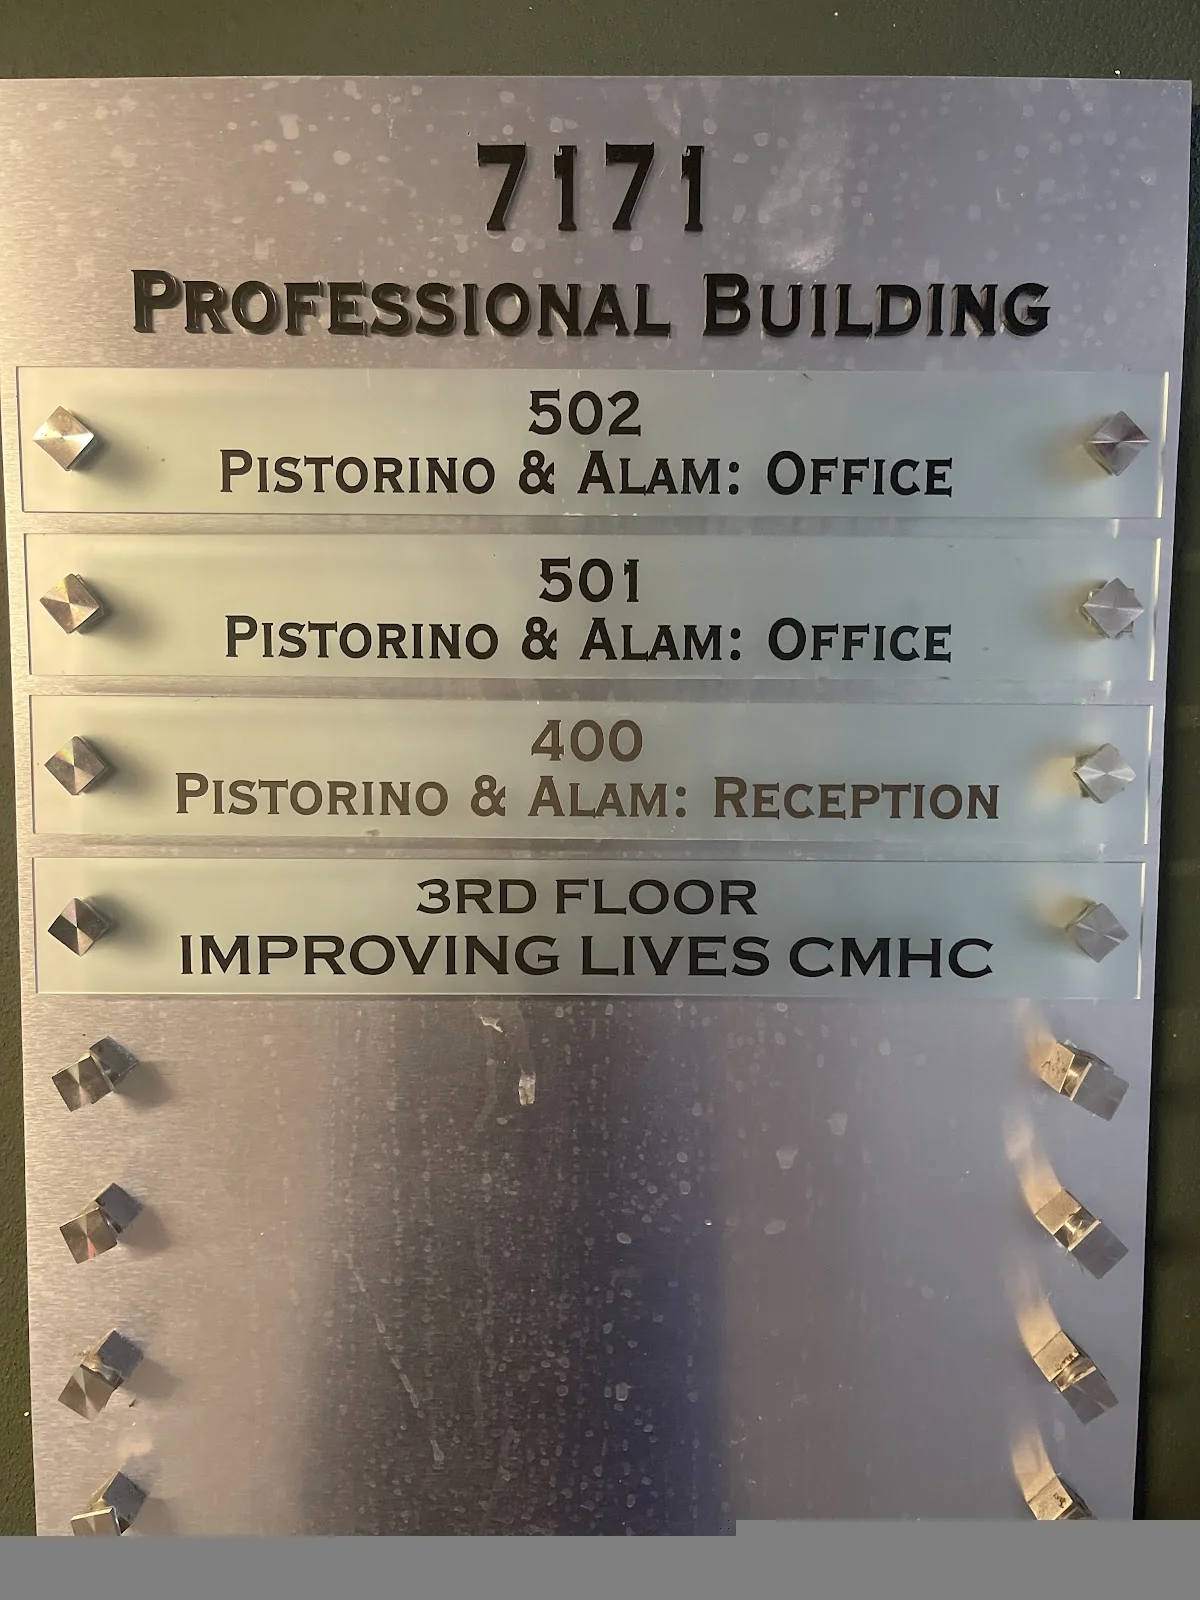 7171
PROFESSIONAL BUILDING
502
PISTORINO & ALAM: OFFICE
501
PISTORINO & ALAM: OFFICE
400
PISTORINO & ALAM: RECEPTION
3RD FLOOR
IMPROVING LIVES CMHC